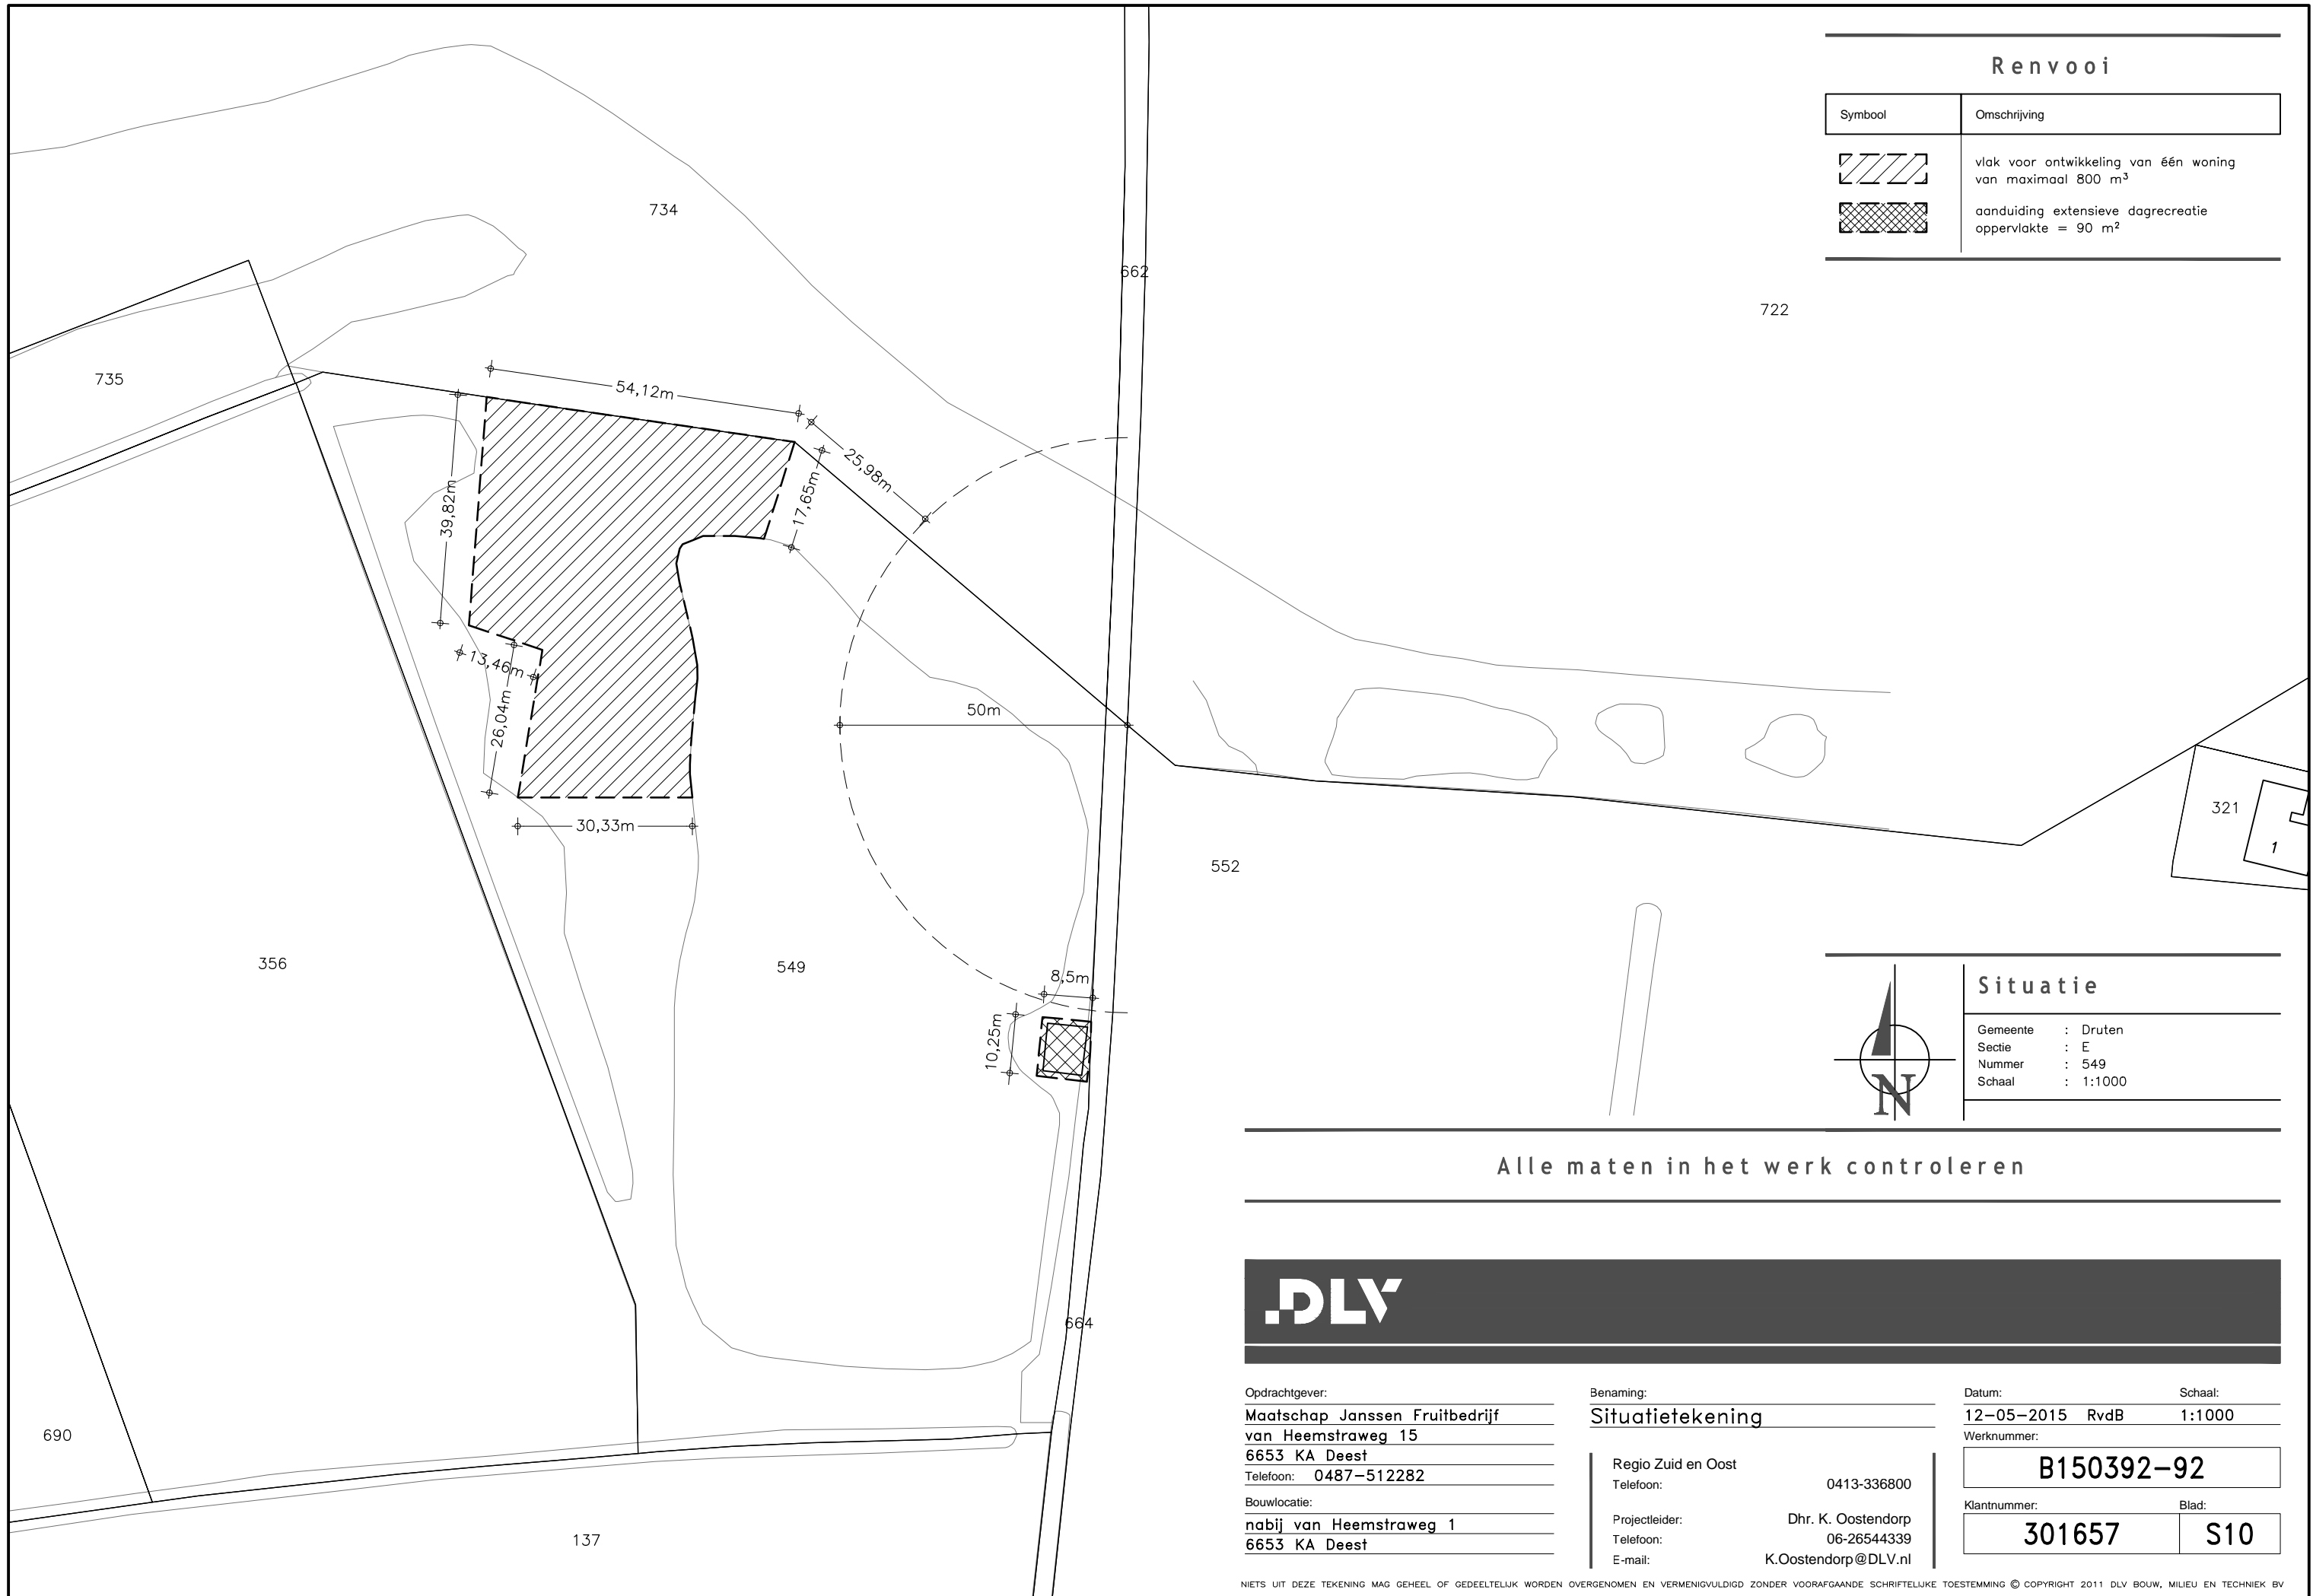 Renvooi
Symbool Omschrijving
vlak voor ontwikkeling van één woning
van maximaal 800 m³
aanduiding extensieve dagrecreatie
oppervlakte = 90 m²
734
662
722
735
54,12m
25,98m
17,65m
39,82m
13,46m
26,04m
30,33m
50m
321
1
552
356
549
8,5m
10,25m
664
690
137
Situatie
Gemeente : Druten
Sectie : E
Nummer : 549
Schaal : 1:1000
N
Alle maten in het werk controleren
DLV
Opdrachtgever:
Maatschap Janssen Fruitbedrijf
van Heemstraweg 15
6653 KA Deest
Telefoon: 0487-512282
Bouwlocatie:
nabij van Heemstraweg 1
6653 KA Deest
Benaming:
Situatietekening
Regio Zuid en Oost
Telefoon: 0413-336800
Projectleider: Dhr. K. Oostendorp
Telefoon: 06-26544339
E-mail: K.Oostendorp@DLV.nl
Datum: Schaal:
12-05-2015 RvdB 1:1000
Werknummer:
B150392-92
Klantnummer: Blad:
301657 S10
NIETS UIT DEZE TEKENING MAG GEHEEL OF GEDEELTELIJK WORDEN OVERGENOMEN EN VERMENIGVULDIGD ZONDER VOORAFGAANDE SCHRIFTELIJKE TOESTEMMING © COPYRIGHT 2011 DLV BOUW, MILIEU EN TECHNIEK BV